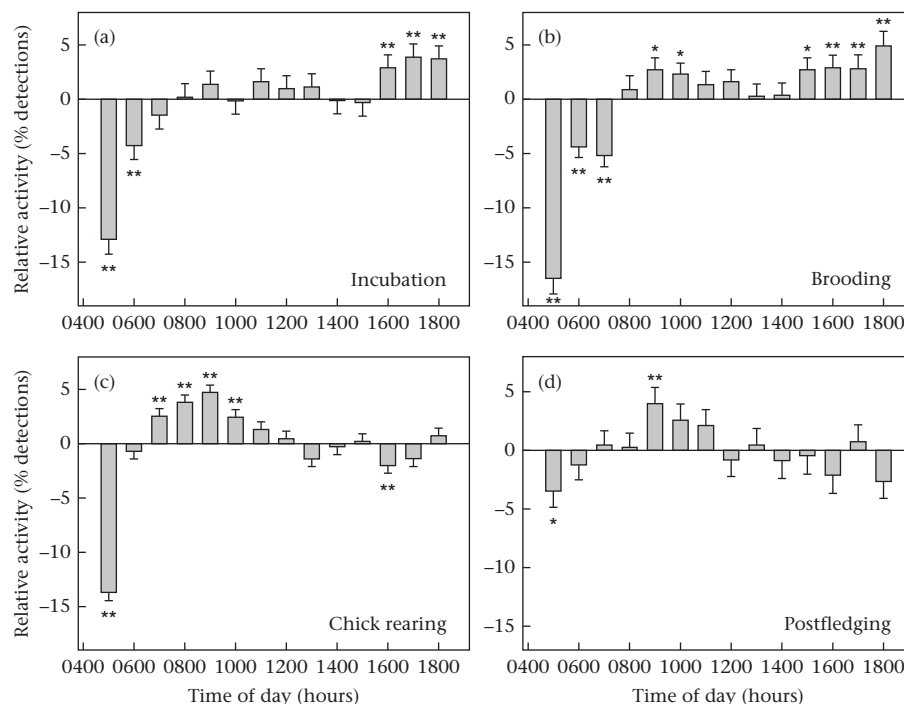 (a)
** ** **
5
0
–5
–10
–15
**
**
Relative activity (% detections)
Incubation
0400 0600 0800 1000 1200 1400 1600 1800
(b)
* * * ** ** **
5
0
–5
–10
–15
**
**
**
Brooding
0400 0600 0800 1000 1200 1400 1600 1800
(c)
** ** ** **
5
0
–5
–10
–15
**
**
Relative activity (% detections)
Chick rearing
0400 0600 0800 1000 1200 1400 1600 1800
Time of day (hours)
(d)
**
5
0
–5
–10
–15
*
Postfledging
0400 0600 0800 1000 1200 1400 1600 1800
Time of day (hours)